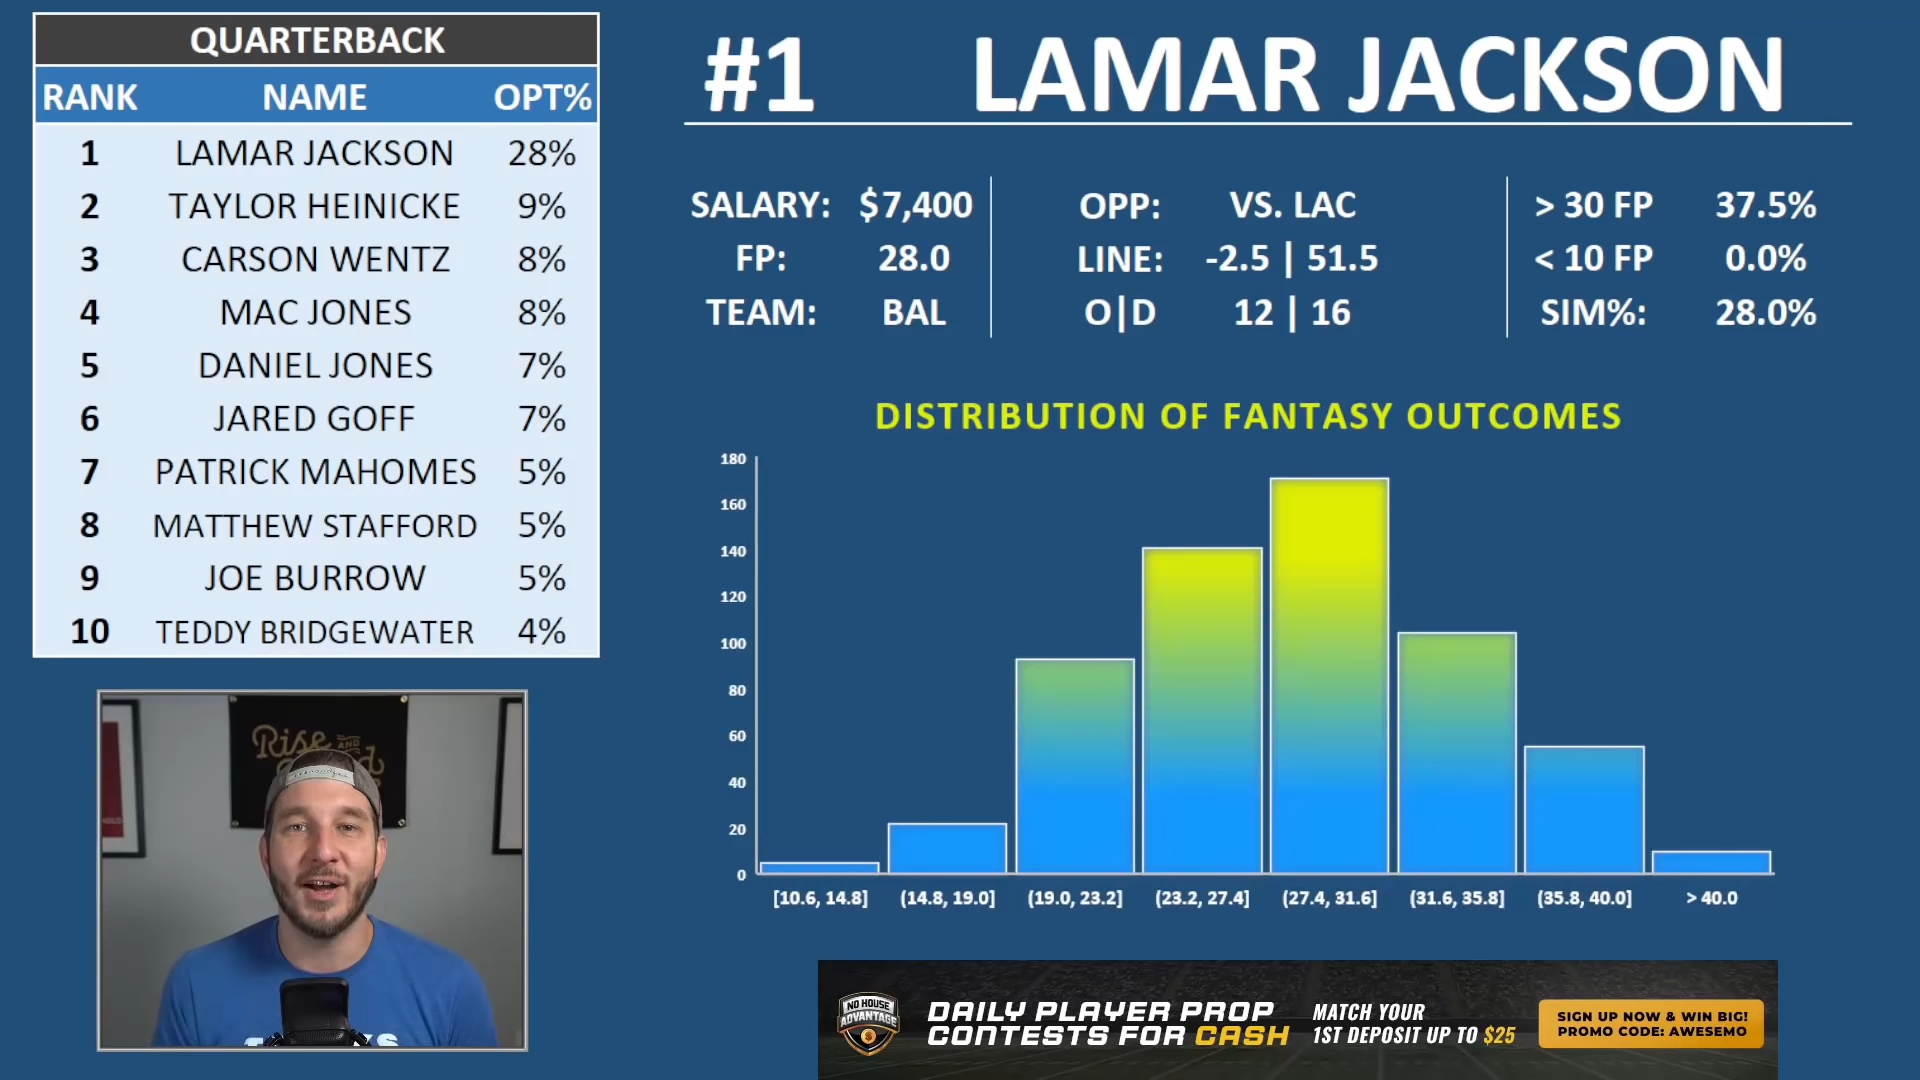 QUARTERBACK
RANK NAME OPT%
1 LAMAR JACKSON 28%
2 TAYLOR HEINICKE 9%
3 CARSON WENTZ 8%
4 MAC JONES 8%
5 DANIEL JONES 7%
6 JARED GOFF 7%
7 PATRICK MAHOMES 5%
8 MATTHEW STAFFORD 5%
9 JOE BURROW 5%
10 TEDDY BRIDGEWATER 4%
#1 LAMAR JACKSON
SALARY: $7,400
FP: 28.0
TEAM: BAL
OPP: VS. LAC
LINE: -2.5 | 51.5
O|D 12 | 16
> 30 FP 37.5%
< 10 FP 0.0%
SIM%: 28.0%
DISTRIBUTION OF FANTASY OUTCOMES
180
160
140
120
100
80
60
40
20
0
[10.6, 14.8] (14.8, 19.0] (19.0, 23.2] (23.2, 27.4] (27.4, 31.6] (31.6, 35.8] (35.8, 40.0] > 40.0
Rise AND
NO HOUSE
ADVANTAGE
DAILY PLAYER PROP
CONTESTS FOR CASH
MATCH YOUR
1ST DEPOSIT UP TO $25
SIGN UP NOW & WIN BIG!
PROMO CODE: AWESEMO